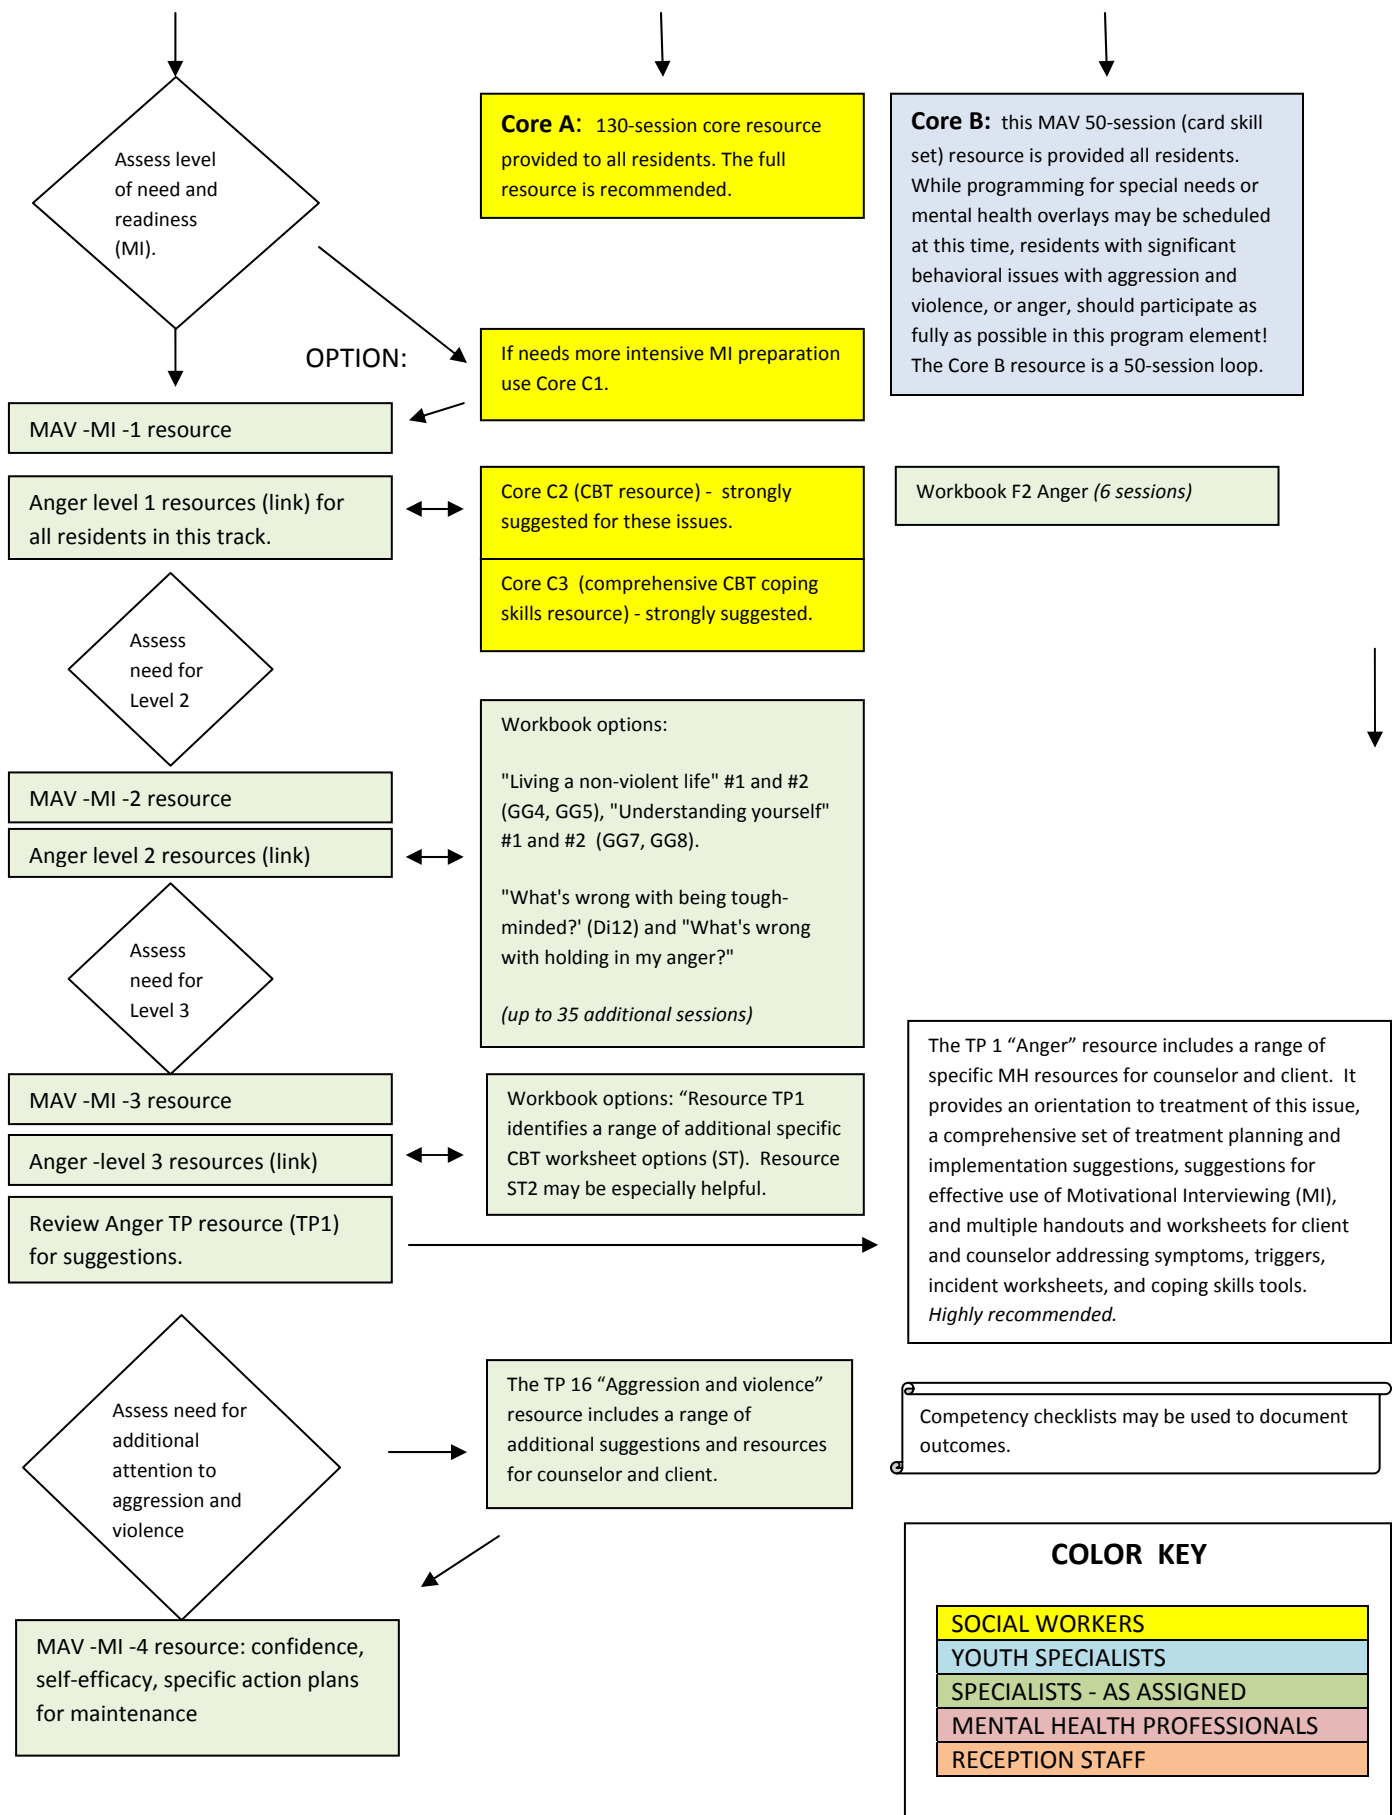 Assess level
of need and
readiness
(MI).
Core A: 130-session core resource
provided to all residents. The full
resource is recommended.
Core B: this MAV 50-session (card skill
set) resource is provided all residents.
While programming for special needs or
mental health overlays may be scheduled
at this time, residents with significant
behavioral issues with aggression and
violence, or anger, should participate as
fully as possible in this program element!
The Core B resource is a 50-session loop.
OPTION:
If needs more intensive MI preparation
use Core C1.
MAV -MI -1 resource
Anger level 1 resources (link) for
all residents in this track.
Core C2 (CBT resource) - strongly
suggested for these issues.
Core C3 (comprehensive CBT coping
skills resource) - strongly suggested.
Workbook F2 Anger (6 sessions)
Assess
need for
Level 2
MAV -MI -2 resource
Anger level 2 resources (link)
Workbook options:
"Living a non-violent life" #1 and #2
(GG4, GG5), "Understanding yourself"
#1 and #2 (GG7, GG8).
"What's wrong with being tough-
minded?' (Di12) and "What's wrong
with holding in my anger?"
(up to 35 additional sessions)
Assess
need for
Level 3
MAV -MI -3 resource
Anger -level 3 resources (link)
Review Anger TP resource (TP1)
for suggestions.
Workbook options: “Resource TP1
identifies a range of additional specific
CBT worksheet options (ST). Resource
ST2 may be especially helpful.
The TP 1 “Anger” resource includes a range of
specific MH resources for counselor and client. It
provides an orientation to treatment of this issue,
a comprehensive set of treatment planning and
implementation suggestions, suggestions for
effective use of Motivational Interviewing (MI),
and multiple handouts and worksheets for client
and counselor addressing symptoms, triggers,
incident worksheets, and coping skills tools.
Highly recommended.
Assess need for
additional
attention to
aggression and
violence
The TP 16 “Aggression and violence”
resource includes a range of
additional suggestions and resources
for counselor and client.
Competency checklists may be used to document
outcomes.
MAV -MI -4 resource: confidence,
self-efficacy, specific action plans
for maintenance
COLOR KEY
SOCIAL WORKERS
YOUTH SPECIALISTS
SPECIALISTS - AS ASSIGNED
MENTAL HEALTH PROFESSIONALS
RECEPTION STAFF